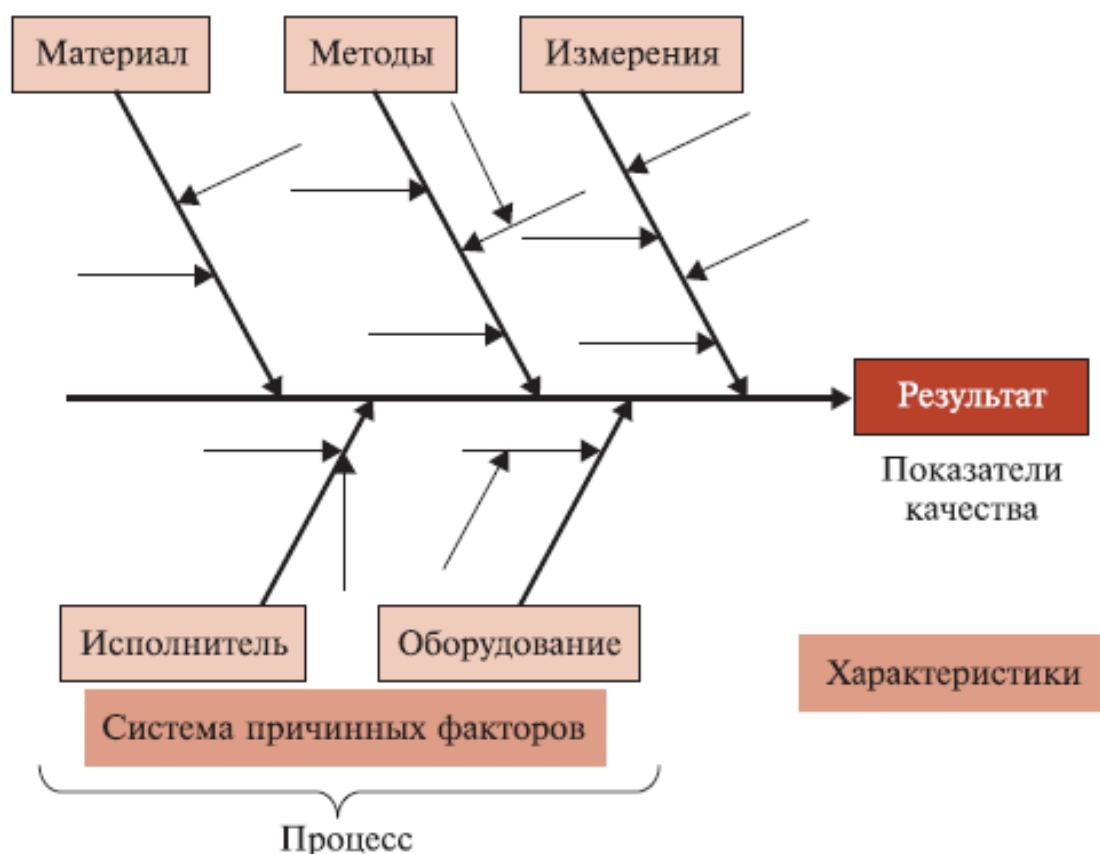 Материал
Методы
Измерения
Результат
Показатели
качества
Исполнитель
Оборудование
Характеристики
Система причинных факторов
Процесс